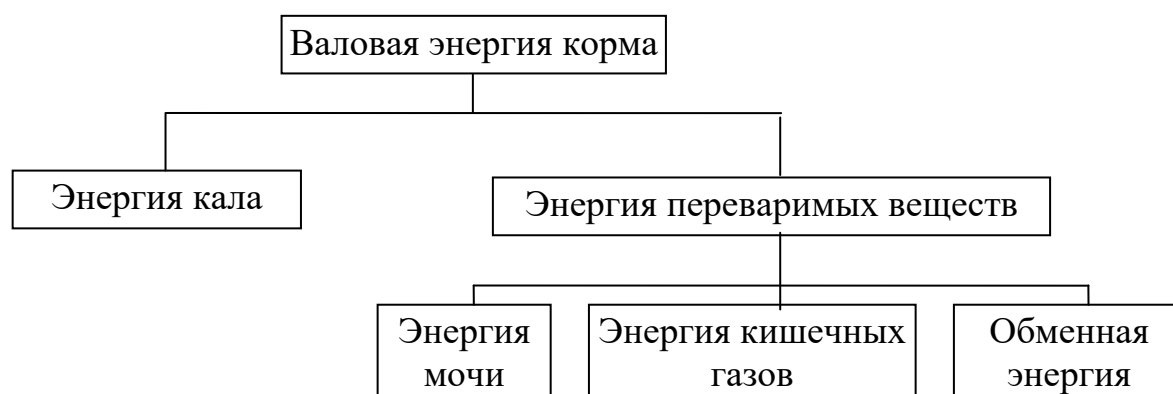 Валовая энергия корма
Энергия кала
Энергия переваримых веществ
Энергия
мочи
Энергия кишечных
газов
Обменная
энергия